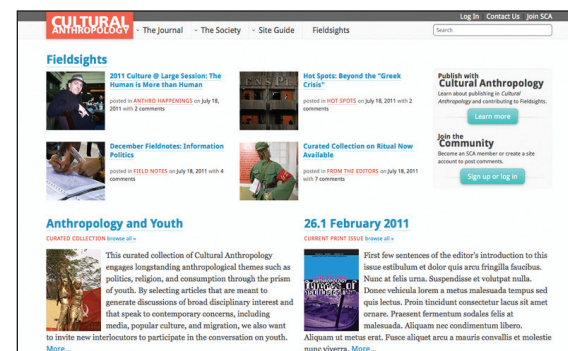 Log In Contact Us Join SCA
CULTURAL
ANTHROPOLOGY
The Journal
The Society
Site Guide
Fieldsights
Search
Fieldsights
2011 Culture @ Large Session: The
Human is More than Human
posted in ANTHRO HAPPENINGS on July 18,
2011 with 2 comments
Hot Spots: Beyond the "Greek
Crisis"
posted in HOT SPOTS on July 18, 2011 with 2
comments
December Fieldnotes: Information
Politics
posted in FIELD NOTES on July 18, 2011 with 4
comments
Curated Collection on Ritual Now
Available
posted in FROM THE EDITORS on July 18, 2011
with 7 comments
Publish with
Cultural Anthropology
Learn about publishing in Cultural
Anthropology and contributing to Fieldsights.
Learn more
Join the
Community
Become an SCA member or create a site
account to post comments.
Sign up or log in
Anthropology and Youth
CURATED COLLECTION browse all »
This curated collection of Cultural Anthropology
engages longstanding anthropological themes such as
politics, religion, and consumption through the prism
of youth. By selecting articles that are meant to
generate discussions of broad disciplinary interest and
that speak to contemporary concerns, including
media, popular culture, and migration, we also want
to invite new interlocutors to participate in the conversation on youth.
More...
26.1 February 2011
CURRENT PRINT ISSUE browse all »
First few sentences of the editor's introduction to this
issue estibulum et dolor quis arcu fringilla faucibus.
Nunc at felis urna. Suspendisse et volutpat nulla.
Donec vehicula lorem a metus malesuada tempus sed
quis lectus. Proin tincidunt consectetur lacus sit amet
ornare. Praesent fermentum sodales felis at
malesuada. Aliquam nec condimentum libero.
Aliquam ut metus erat. Fusce aliquet arcu a mauris convallis et molestie
nunc viverra. More...